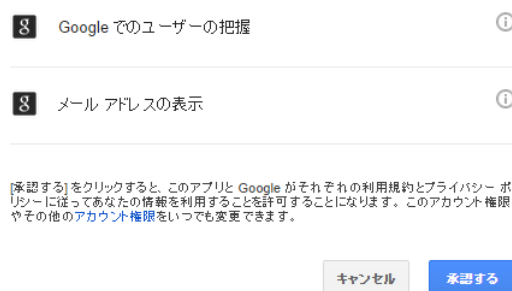 8 Google でのユーザーの把握
8 メール アドレスの表示
[承認する] をクリックすると、このアプリと Google がそれぞれの利用規約とプライバシー ポ
リシーに従ってあなたの情報を利用することを許可することになります。このアカウント権限
やその他のアカウント権限をいつでも変更できます。
キャンセル 承認する